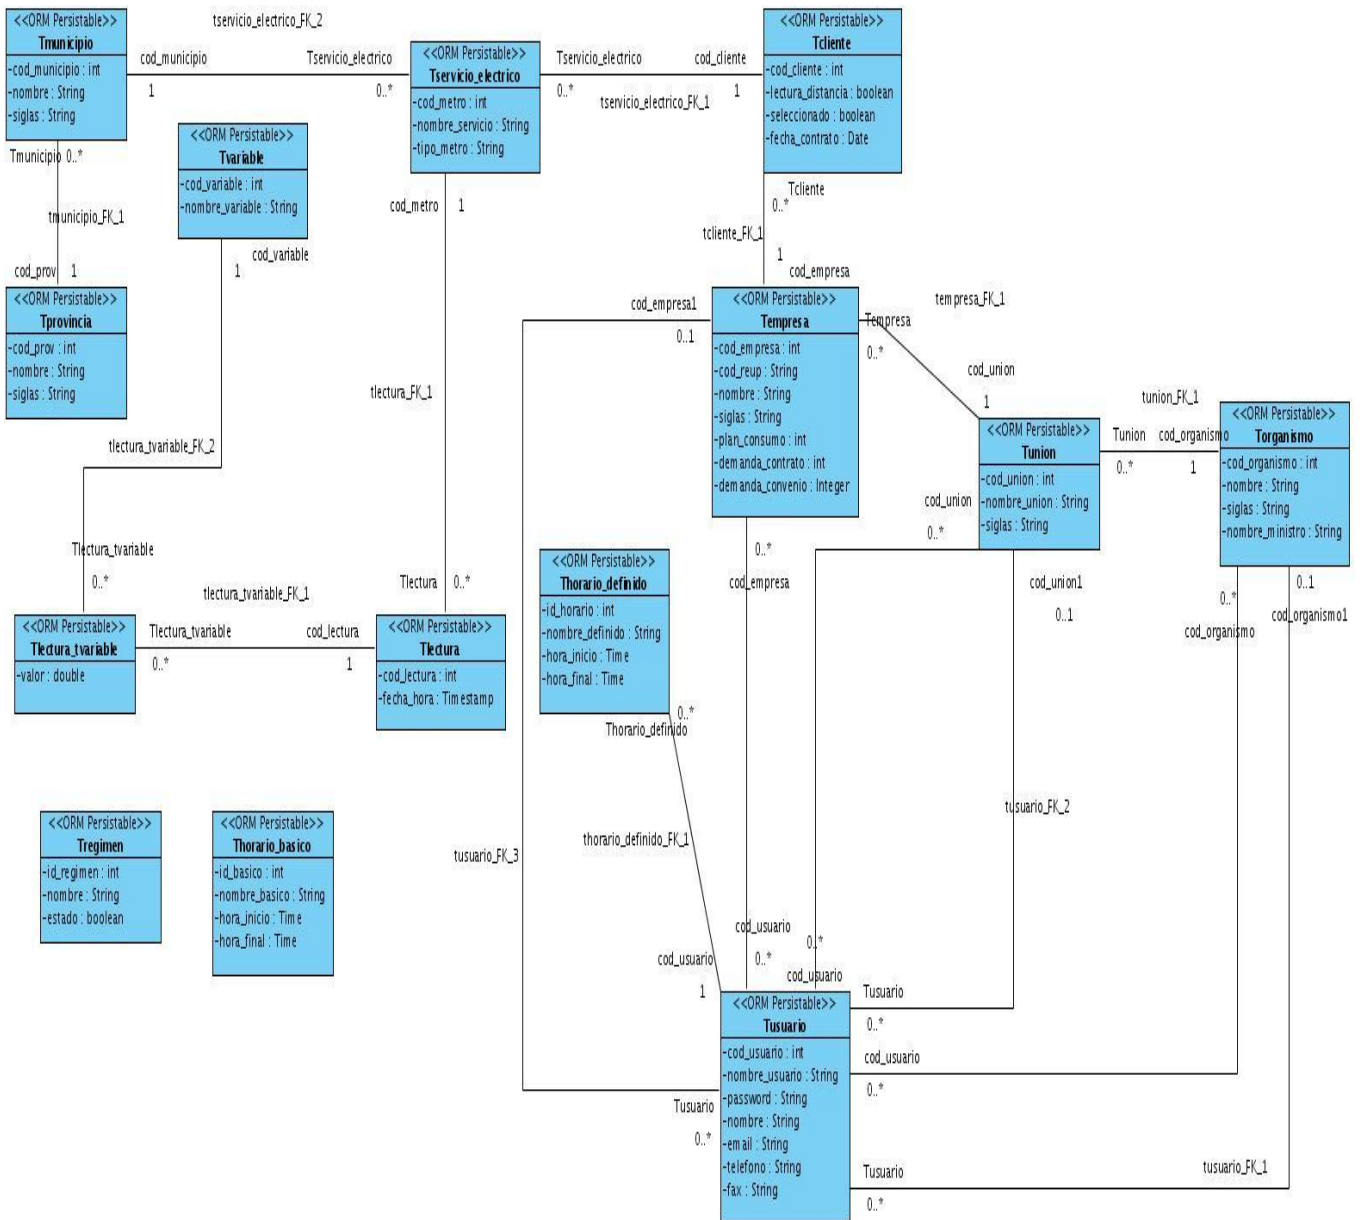 <<ORM Persistable>>
Tmunicipio
-cod_municipio : int
-nombre : String
-siglas : String
tservicio_electrico_FK_2
cod_municipio
1
Tservicio_electrico
0..*
<<ORM Persistable>>
Tservicio_electrico
-cod_metro : int
-nombre_servicio : String
-tipo_metro : String
Tservicio_electrico
0..*
cod_cliente
1
tservicio_electrico_FK_1
<<ORM Persistable>>
Tcliente
-cod_cliente : int
-lectura_distancia : boolean
-seleccionado : boolean
-fecha_contrato : Date
Tmunicipio 0..*
tmunicipio_FK_1
cod_prov 1
<<ORM Persistable>>
Tvariable
-cod_variable : int
-nombre_variable : String
cod_variable
1
cod_metro 1
Tcliente
0..*
tcliente_FK_1
1
cod_empresa
<<ORM Persistable>>
Tprovincia
-cod_prov : int
-nombre : String
-siglas : String
cod_empresa1
0..1
<<ORM Persistable>>
Tempresa
-cod_empresa : int
-cod_reup : String
-nombre : String
-siglas : String
-plan_consumo : int
-demanda_contrato : int
-demanda_convenio : Integer
tempresa_FK_1
Tempresa
0..*
cod_union
1
tlectura_FK_1
tlectura_tvariable_FK_2
tunion_FK_1
Tunion
0..*
cod_organismo
1
<<ORM Persistable>>
Tunion
-cod_union : int
-nombre_union : String
-siglas : String
<<ORM Persistable>>
Torganismo
-cod_organismo : int
-nombre : String
-siglas : String
-nombre_ministro : String
cod_union
0..*
0..*
cod_empresa
cod_union1
0..1
0..*
cod_organismo
0..1
cod_organismo1
Tlectura_tvariable
0..*
tlectura_tvariable_FK_1
Tlectura 0..*
<<ORM Persistable>>
Tlectura_tvariable
-valor : double
Tlectura_tvariable
0..*
cod_lectura
1
<<ORM Persistable>>
Tlectura
-cod_lectura : int
-fecha_hora : Timestamp
<<ORM Persistable>>
Thorario_definido
-id_horario : int
-nombre_definido : String
-hora_inicio : Time
-hora_final : Time
0..*
Thorario_definido
<<ORM Persistable>>
Tregimen
-id_regimen : int
-nombre : String
-estado : boolean
<<ORM Persistable>>
Thorario_basico
-id_basico : int
-nombre_basico : String
-hora_inicio : Time
-hora_final : Time
tusuario_FK_3
thorario_definido_FK_1
tusuario_FK_2
cod_usuario
1
cod_usuario
0..*
0..*
cod_usuario
<<ORM Persistable>>
Tusuario
-cod_usuario : int
-nombre_usuario : String
-password : String
-nombre : String
-email : String
-telefono : String
-fax : String
Tusuario
0..*
cod_usuario
0..*
Tusuario
0..*
Tusuario
0..*
tusuario_FK_1